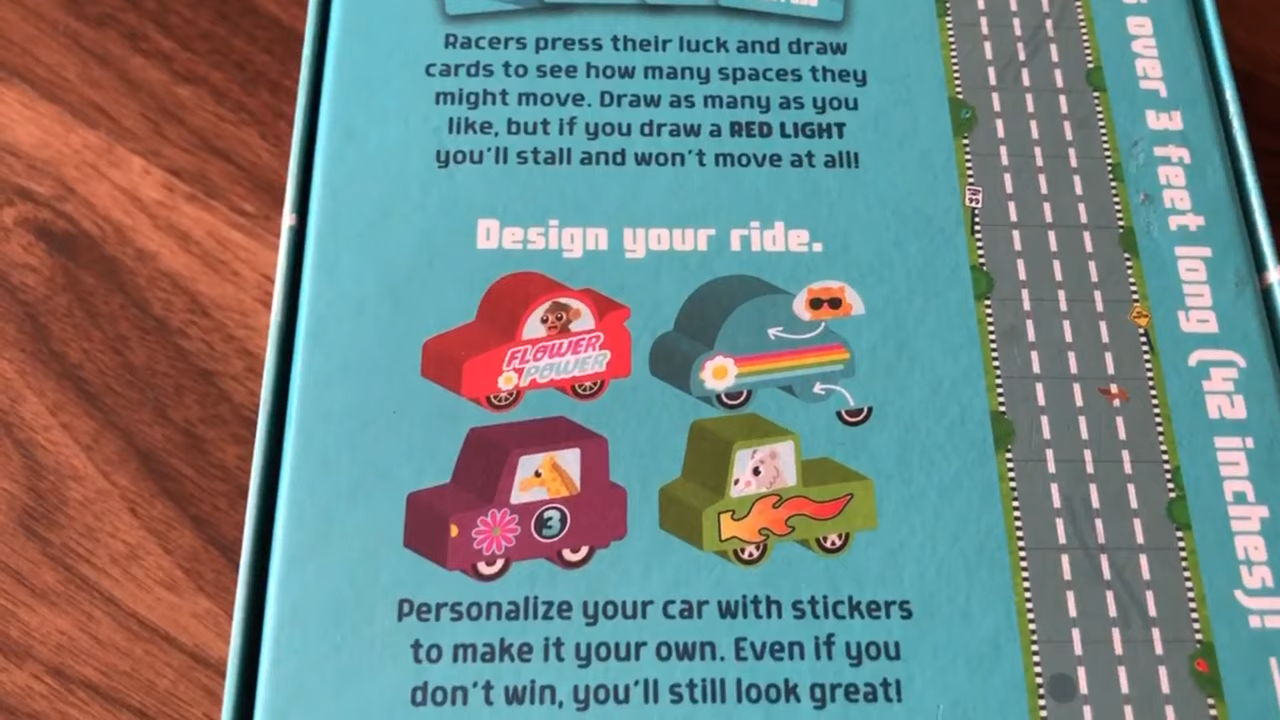 Racers press their luck and draw
cards to see how many spaces they
might move. Draw as many as you
like, but if you draw a RED LIGHT
you'll stall and won't move at all!
Design your ride.
FLOWER
POWER
3
Personalize your car with stickers
to make it your own. Even if you
don't win, you'll still look great!
over 3 feet long (42 inches)!
99